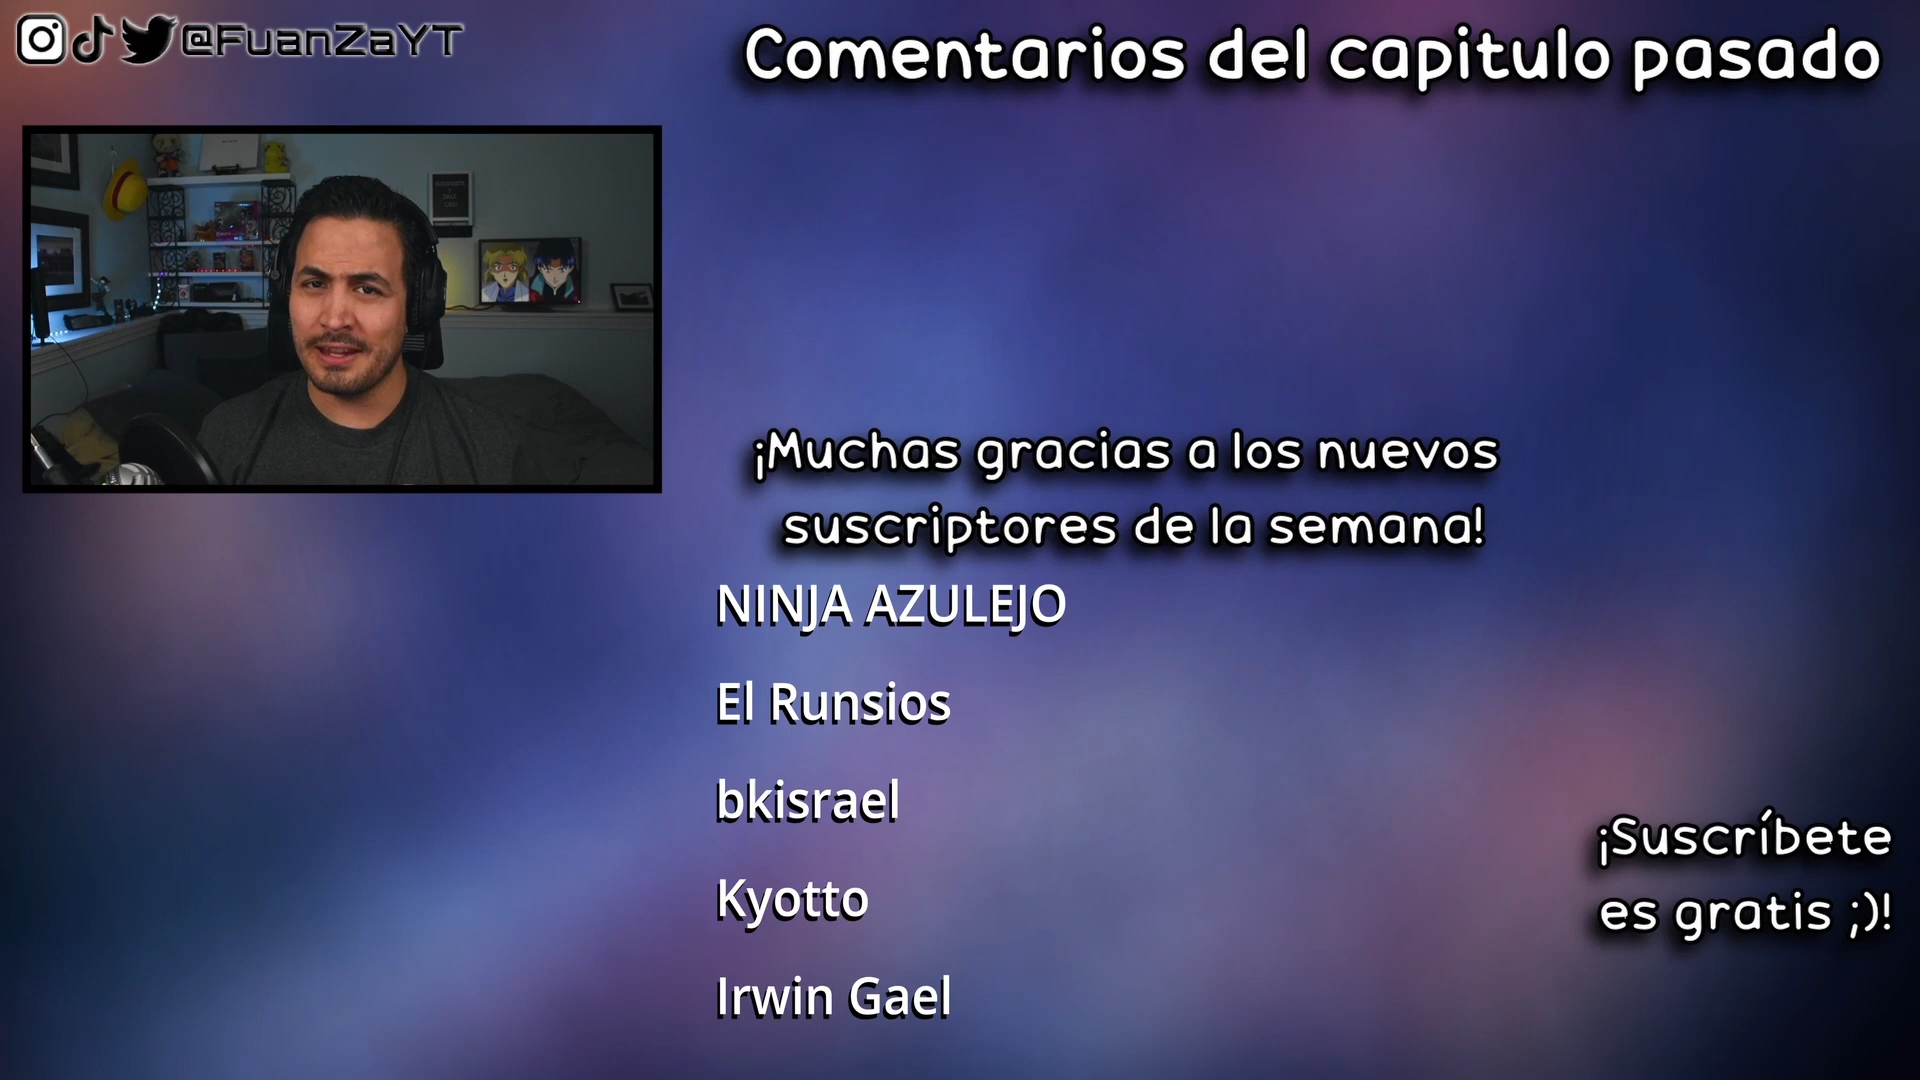 @FuanZaYT
Comentarios del capitulo pasado
¡Muchas gracias a los nuevos
suscriptores de la semana!
NINJA AZULEJO
El Runsios
bkisrael
Kyotto
Irwin Gael
¡Suscríbete
es gratis ;)!